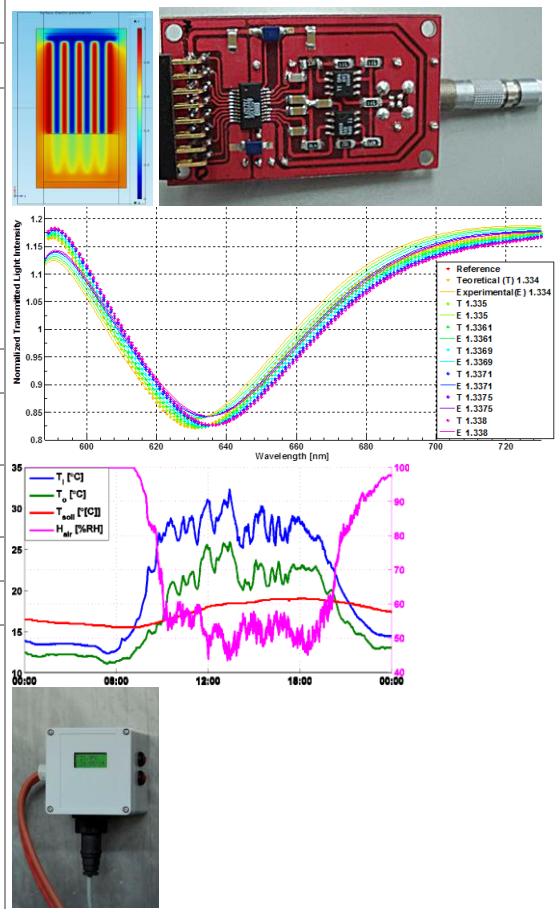 1.2
1.15
1.1
1.05
1
0.95
0.9
0.85
0.8
Normalized Transmitted Light Intensity
600
620
640
660
680
700
720
Wavelength [nm]
Reference
Teoretical (T) 1.334
Experimental(E) 1.334
T 1.335
E 1.335
T 1.3361
E 1.3361
T 1.3369
E 1.3369
T 1.3371
E 1.3371
T 1.3375
E 1.3375
T 1.338
E 1.338
35
30
25
20
15
10
T_i [°C]
T_o [°C]
T_soil [°[C]]
H_air [%RH]
100
90
80
70
60
50
40
00:00
06:00
12:00
18:00
00:00